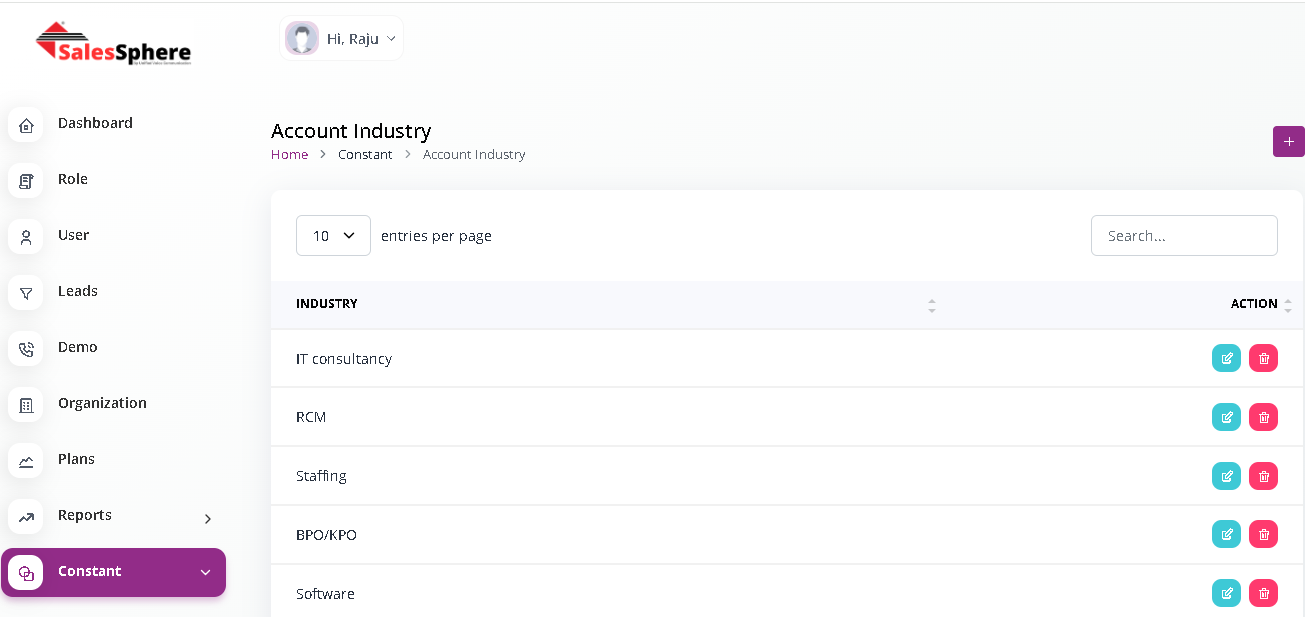 SalesSphere
Hi, Raju
Dashboard
Role
User
Leads
Demo
Organization
Plans
Reports
Constant
Account Industry
Home > Constant > Account Industry
10 entries per page
Search...
INDUSTRY ACTION
IT consultancy
RCM
Staffing
BPO/KPO
Software